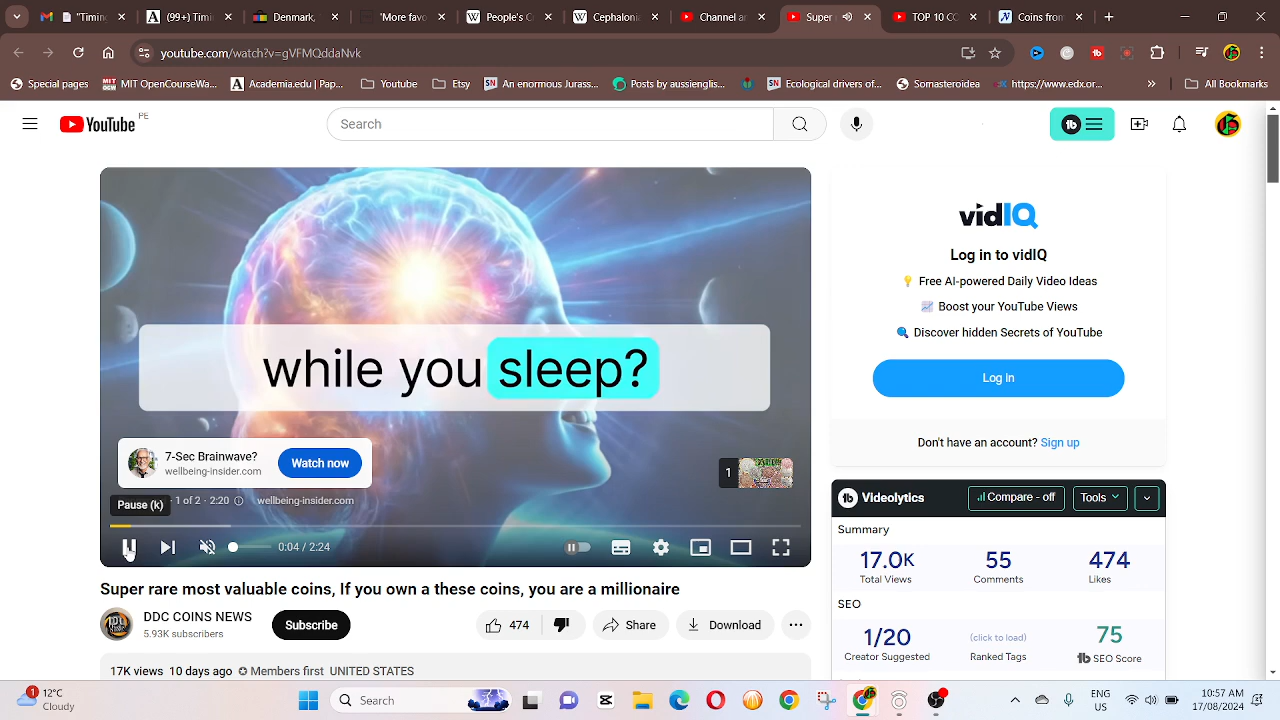 "Tinin
(99+) Tini
Denmark
'More favo
People's Co
Cephaloni
Channel an
Super r
TOP 10 Co
Coins from
youtube.com/watch?v=gVFMQddaNvk
Special pages
MIT OpenCourseWa...
Academia.edu | Pap...
Youtube
Etsy
An enormous grass...
Posts by aussienglis...
Ecological drivers of...
Somasteroidea
https://www.edx.or...
»
All Bookmarks
YouTube PE
Search
vidIQ
Log in to vidIQ
Free AI-powered Daily Video Ideas
Boost your YouTube Views
Discover hidden Secrets of YouTube
Log In
Don't have an account? Sign up
while you sleep?
7-Sec Brainwave?
wellbeing-insider.com
Watch now
1
Pause (k)
1 of 2 · 2:20
wellbeing-insider.com
0:04 / 2:24
Super rare most valuable coins, If you own a these coins, you are a millionaire
DDC COINS NEWS
5.93K subscribers
Subscribe
474
Share
Download
17K views 10 days ago Members first UNITED STATES
Videolytics
Compare - off
Tools
Summary
17.0K
Total Views
55
Comments
474
Likes
SEO
1/20
Creator Suggested
(click to load)
Ranked Tags
75
SEO Score
1
12°C
Cloudy
Search
ENG
US
10:57 AM
17/08/2024